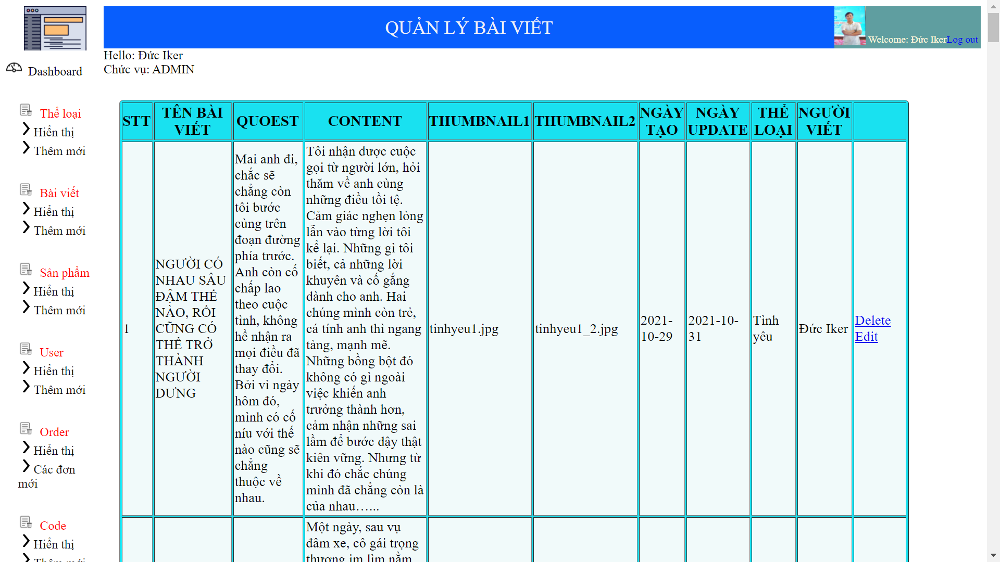 QUẢN LÝ BÀI VIẾT
Welcome: Đức IkerLog out
Hello: Đức Iker
Chức vụ: ADMIN
Dashboard
Thể loại
Hiển thị
Thêm mới
Bài viết
Hiển thị
Thêm mới
Sản phẩm
Hiển thị
Thêm mới
User
Hiển thị
Thêm mới
Order
Hiển thị
Các đơn
mới
Code
Hiển thị
Thêm mới
STT
TÊN BÀI
VIẾT
QUOEST
CONTENT
THUMBNAIL1
THUMBNAIL2
NGÀY
TẠO
NGÀY
UPDATE
THỂ
LOẠI
NGƯỜI
VIẾT
1
NGƯỜI CÓ
NHAU SÂU
ĐẬM THẾ
NÀO, RỒI
CŨNG CÓ
THỂ TRỞ
THÀNH
NGƯỜI
DƯNG
Mai anh đi,
chắc sẽ
chẳng còn
tôi bước
cùng trên
đoạn đường
phía trước.
Anh còn cố
chấp lao
theo cuộc
tình, không
hề nhận ra
mọi điều đã
thay đổi.
Bởi vì ngày
hôm đó,
mình có cố
níu với thế
nào cũng sẽ
chẳng
thuộc về
nhau.
Tôi nhận được cuộc
gọi từ người lớn, hỏi
thăm về anh cùng
những điều tồi tệ.
Cảm giác nghẹn lòng
lẫn vào từng lời tôi
kể lại. Những gì tôi
biết, cả những lời
khuyên và cố gắng
dành cho anh. Hai
chúng mình còn trẻ,
cá tính anh thì ngang
tàng, mạnh mẽ.
Những bồng bột đó
không có gì ngoài
việc khiến anh
trưởng thành hơn,
cảm nhận những sai
lầm để bước dậy thật
kiên vững. Nhưng từ
khi đó chắc chúng
mình đã chẳng còn là
của nhau…...
tinhyeu1.jpg
tinhyeu1_2.jpg
2021-
10-29
2021-10-
31
Tình
yêu
Đức Iker
Delete
Edit
Một ngày, sau vụ
đâm xe, cô gái trọng
thương im lìm nằm